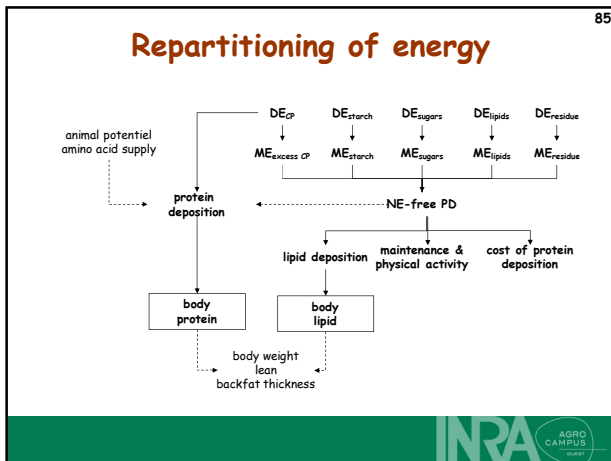 85
Repartitioning of energy
DECP DEstarch DEsugars DElipids DEresidue
animal potentiel
amino acid supply
MEexcess CP MEstarch MEsugars MElipids MEresidue
protein
deposition
NE-free PD
lipid deposition
maintenance &
physical activity
cost of protein
deposition
body
protein
body
lipid
body weight
lean
backfat thickness
INRA
AGRO
CAMPUS
OUEST